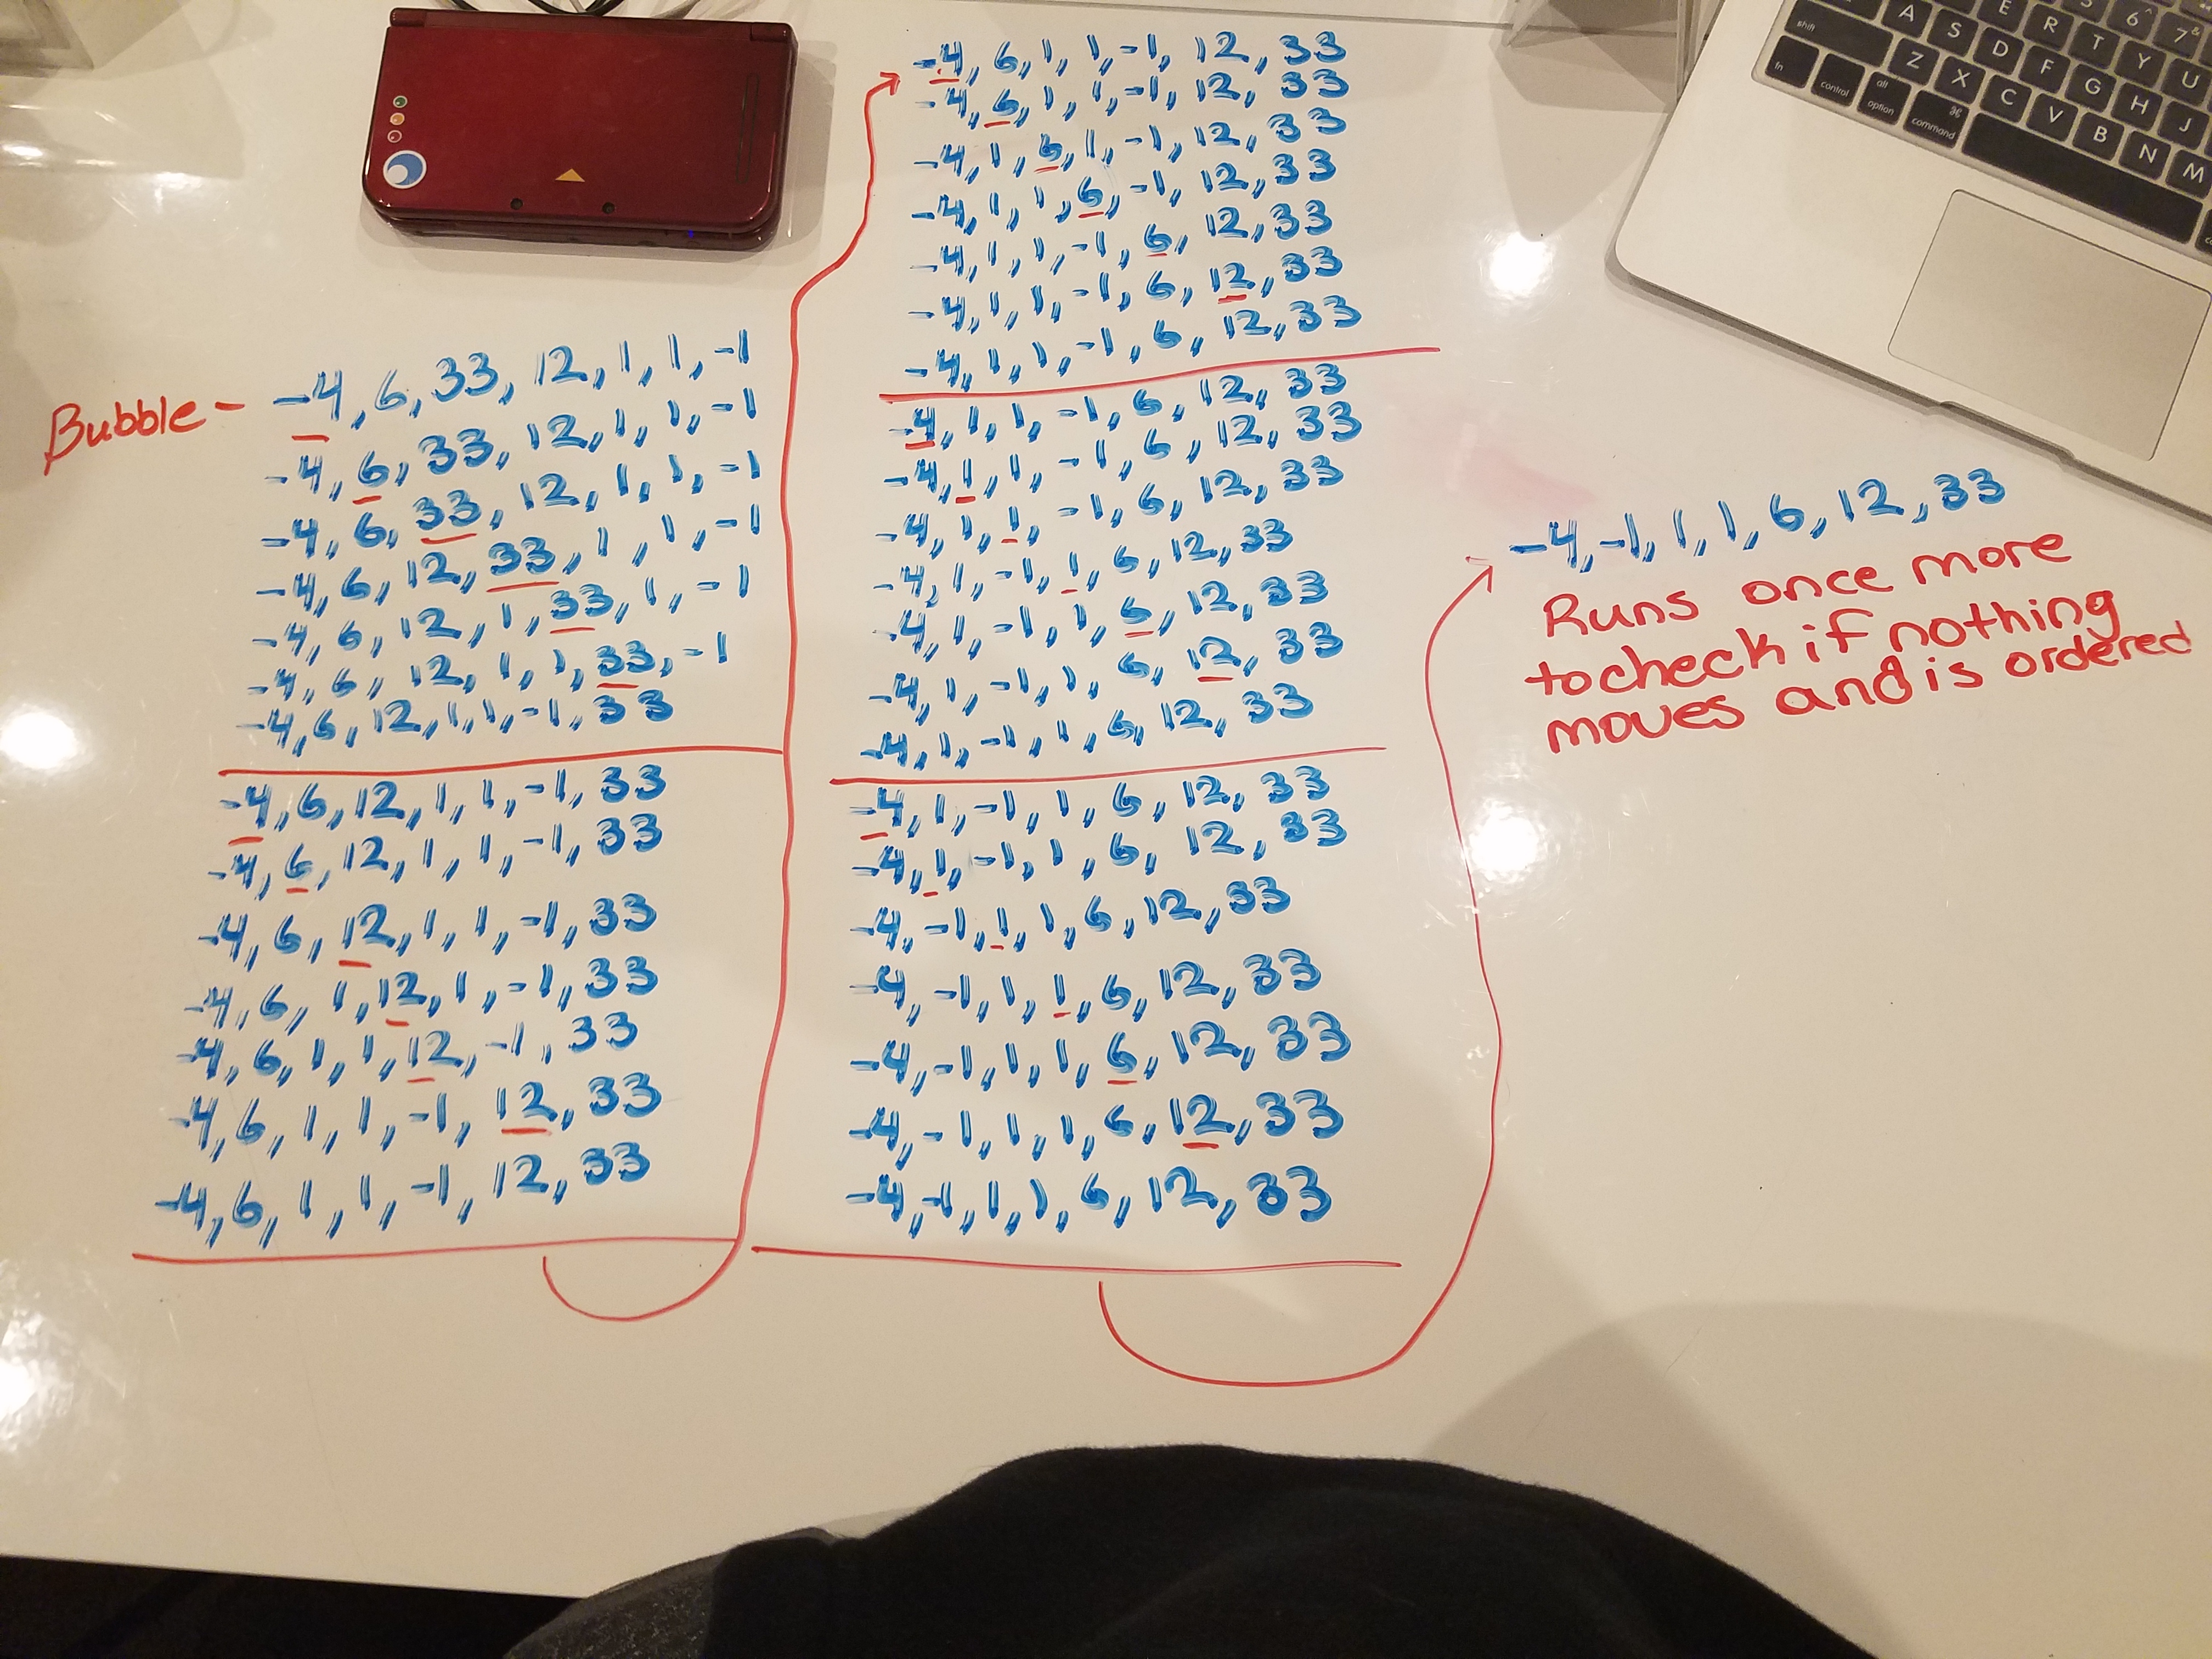 Bubble - -4, 6, 33, 12, 1, 1, -1
-4, 6, 33, 12, 1, 1, -1
-4, 6, 33, 12, 1, 1, -1
-4, 6, 12, 33, 1, 1, -1
-4, 6, 12, 1, 33, 1, -1
-4, 6, 12, 1, 1, 33, -1
-4, 6, 12, 1, 1, -1, 33
-4, 6, 12, 1, 1, -1, 33
-4, 6, 12, 1, 1, -1, 33
-4, 6, 12, 1, 1, -1, 33
-4, 6, 1, 12, 1, -1, 33
-4, 6, 1, 1, 12, -1, 33
-4, 6, 1, 1, -1, 12, 33
-4, 6, 1, 1, -1, 12, 33
-4, 6, 1, 1, -1, 12, 33
-4, 6, 1, 1, -1, 12, 33
-4, 1, 6, 1, -1, 12, 33
-4, 1, 1, 6, -1, 12, 33
-4, 1, 1, -1, 6, 12, 33
-4, 1, 1, -1, 6, 12, 33
-4, 1, 1, -1, 6, 12, 33
-4, 1, 1, -1, 6, 12, 33
-4, 1, 1, -1, 6, 12, 33
-4, 1, 1, -1, 6, 12, 33
-4, 1, -1, 1, 6, 12, 33
-4, 1, -1, 1, 6, 12, 33
-4, 1, -1, 1, 6, 12, 33
-4, 1, -1, 1, 6, 12, 33
-4, 1, -1, 1, 6, 12, 33
-4, 1, -1, 1, 6, 12, 33
-4, -1, 1, 1, 6, 12, 33
-4, -1, 1, 1, 6, 12, 33
-4, -1, 1, 1, 6, 12, 33
-4, -1, 1, 1, 6, 12, 33
-4, -1, 1, 1, 6, 12, 33
-4, -1, 1, 1, 6, 12, 33
Runs once more
to check if nothing
moves and is ordered
E 5 6 ^ 7 &
shift A S D R T Y U
fn control alt option command Z X C F G H J
V B N M